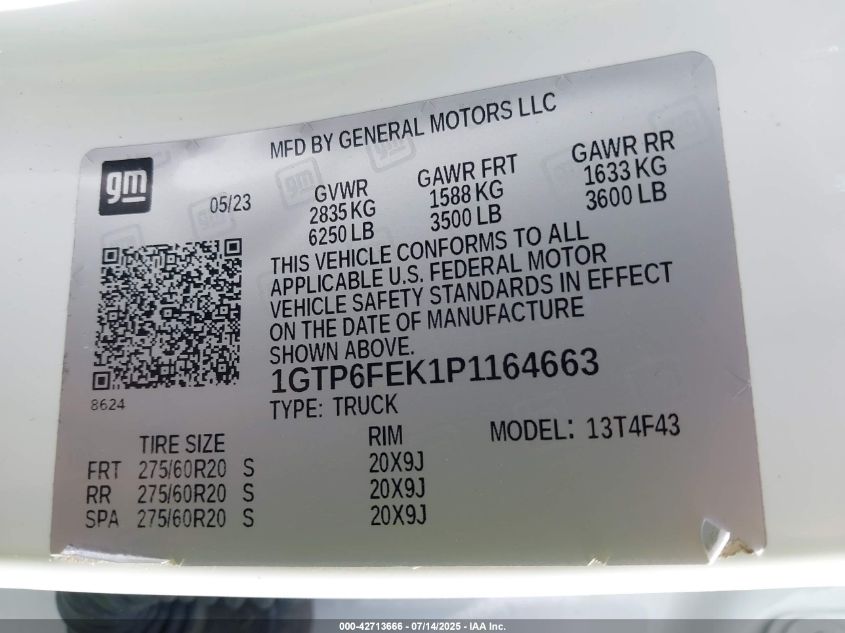 MFD BY GENERAL MOTORS LLC
gm
05/23
GVWR GAWR FRT GAWR RR
2835 KG 1588 KG 1633 KG
6250 LB 3500 LB 3600 LB
THIS VEHICLE CONFORMS TO ALL
APPLICABLE U.S. FEDERAL MOTOR
VEHICLE SAFETY STANDARDS IN EFFECT
ON THE DATE OF MANUFACTURE
SHOWN ABOVE.
1GTP6FEK1P1164663
8624
TYPE: TRUCK
MODEL: 13T4F43
TIRE SIZE RIM
FRT 275/60R20 S 20X9J
RR 275/60R20 S 20X9J
SPA 275/60R20 S 20X9J
000-42713666 - 07/14/2025 - IAA Inc.